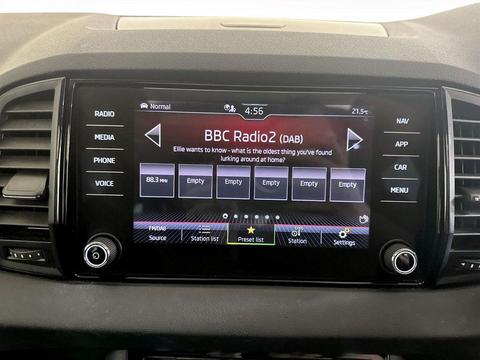 Normal
4:56
21.5°C
RADIO
MEDIA
PHONE
VOICE
NAV
APP
CAR
MENU
BBC Radio2 (DAB)
Ellie wants to know - what is the oldest thing you've found
lurking around at home?
88.3 MHz
Empty
Empty
Empty
Empty
Empty
FM/DAB
Source
Station list
Preset list
Station
Settings